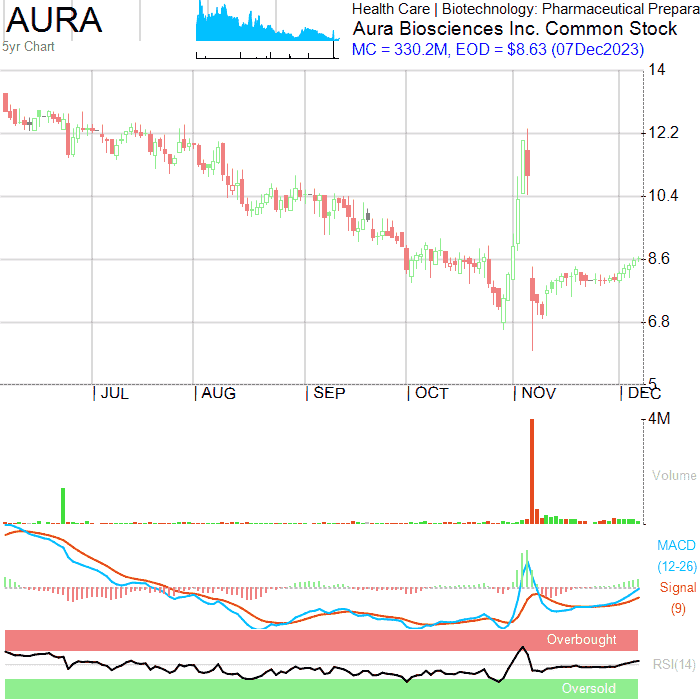 AURA
5yr Chart
Health Care | Biotechnology: Pharmaceutical Prepara
Aura Biosciences Inc. Common Stock
MC = 330.2M, EOD = $8.63 (07Dec2023)
14
12.2
10.4
8.6
6.8
5
JUL AUG SEP OCT NOV DEC
4M
Volume
MACD
(12-26)
Signal
(9)
Overbought
RSI(14)
Oversold